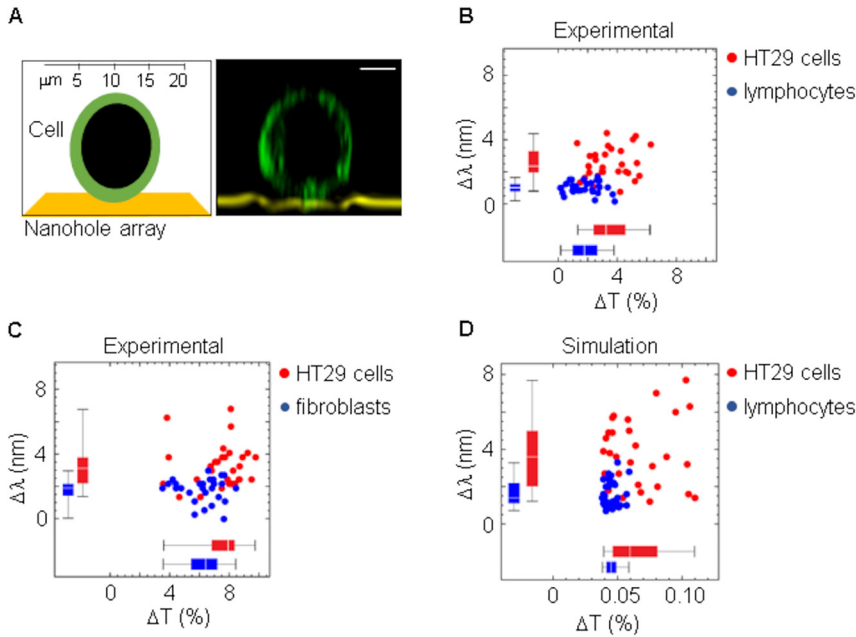 A
μm 5 10 15 20
Cell
Nanohole array
B
Experimental
HT29 cells
lymphocytes
Δλ (nm)
8
4
0
0 4 8
ΔT (%)
C
Experimental
HT29 cells
fibroblasts
Δλ (nm)
8
4
0
0 4 8
ΔT (%)
D
Simulation
HT29 cells
lymphocytes
Δλ (nm)
8
4
0
0 0.05 0.10
ΔT (%)